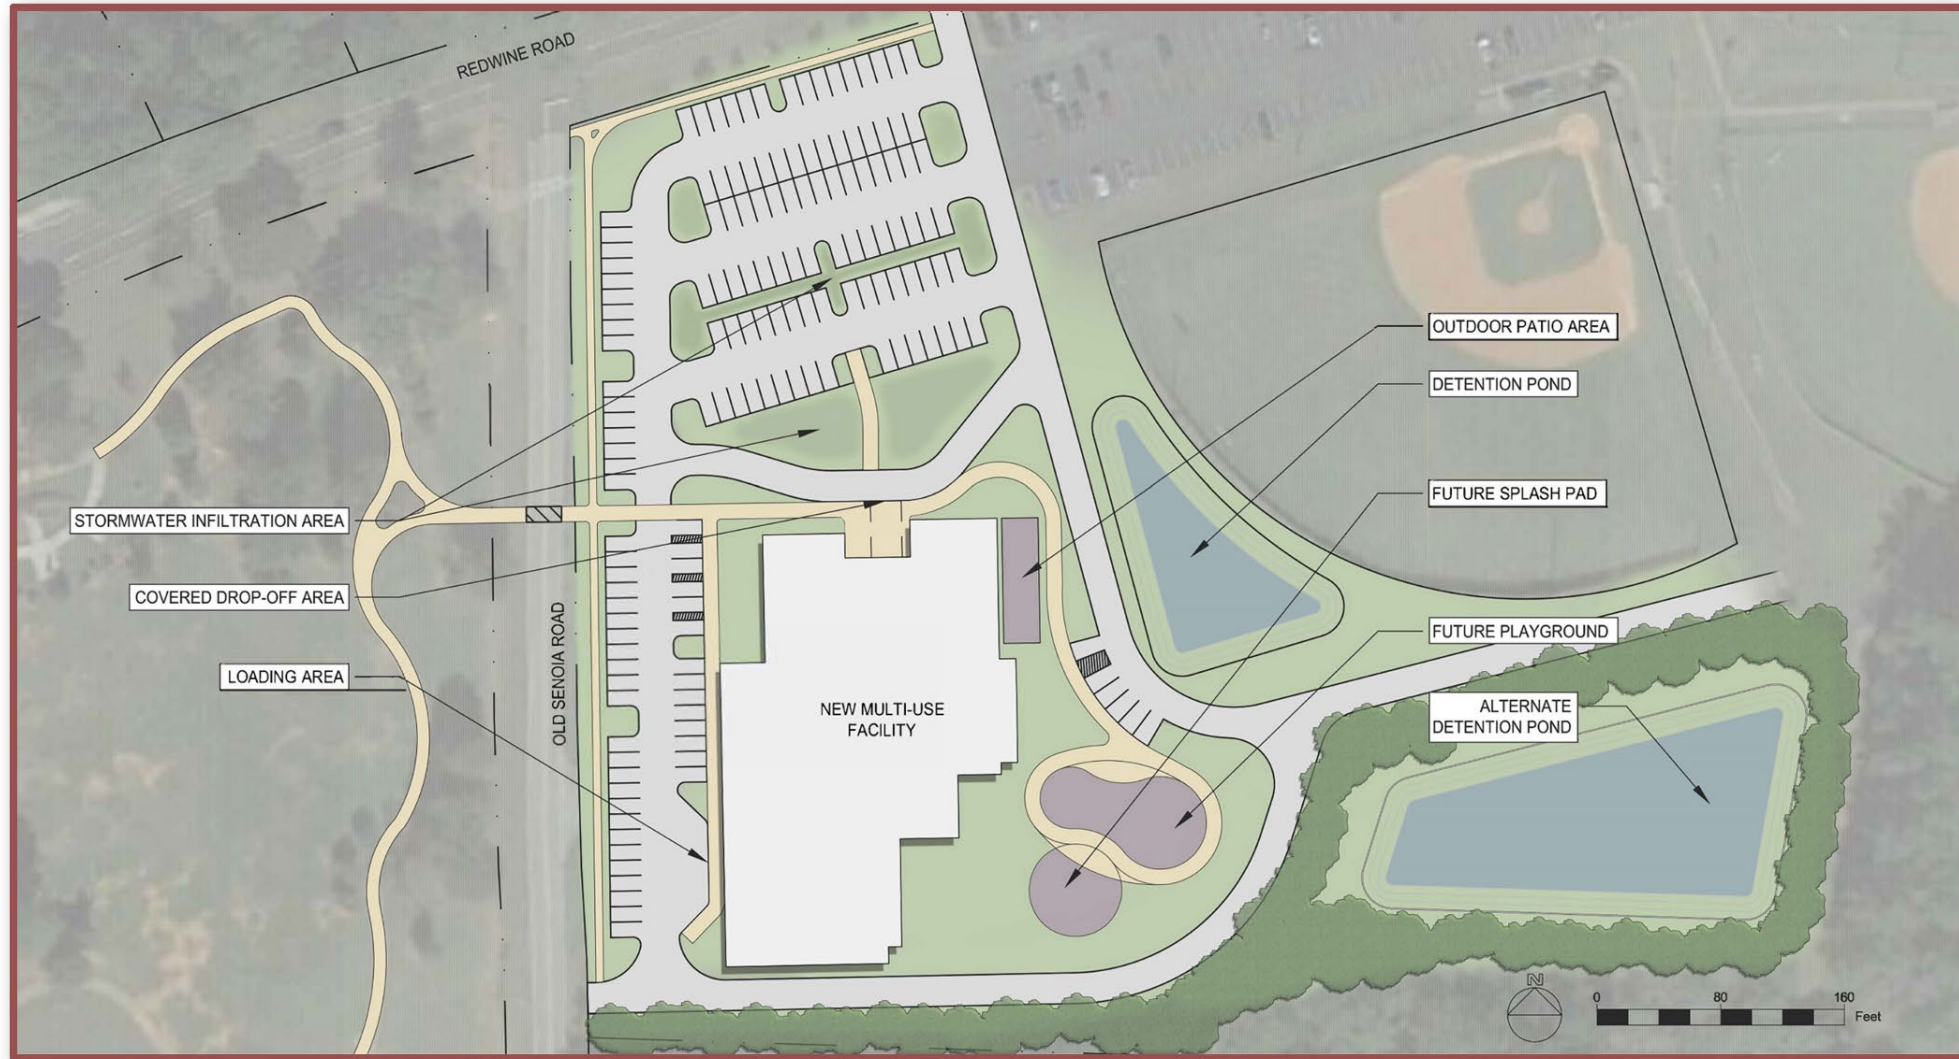 REDWINE ROAD
OUTDOOR PATIO AREA
DETENTION POND
FUTURE SPLASH PAD
STORMWATER INFILTRATION AREA
COVERED DROP-OFF AREA
OLD SENOIA ROAD
FUTURE PLAYGROUND
LOADING AREA
NEW MULTI-USE
FACILITY
ALTERNATE
DETENTION POND
N
0 80 160
Feet